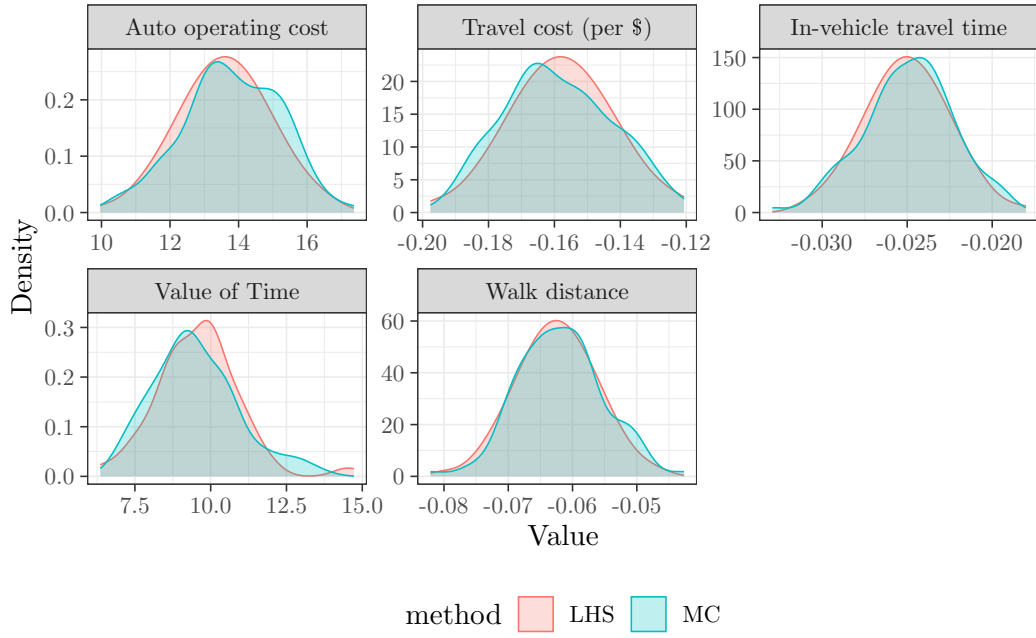 Auto operating cost
Travel cost (per $)
In-vehicle travel time
0.2
0.1
0.0
10 12 14 16
20
15
10
5
0
-0.20 -0.18 -0.16 -0.14 -0.12
150
100
50
0
-0.030 -0.025 -0.020
Density
Value of Time
Walk distance
0.3
0.2
0.1
0.0
7.5 10.0 12.5 15.0
60
40
20
0
-0.08 -0.07 -0.06 -0.05
Value
method LHS MC